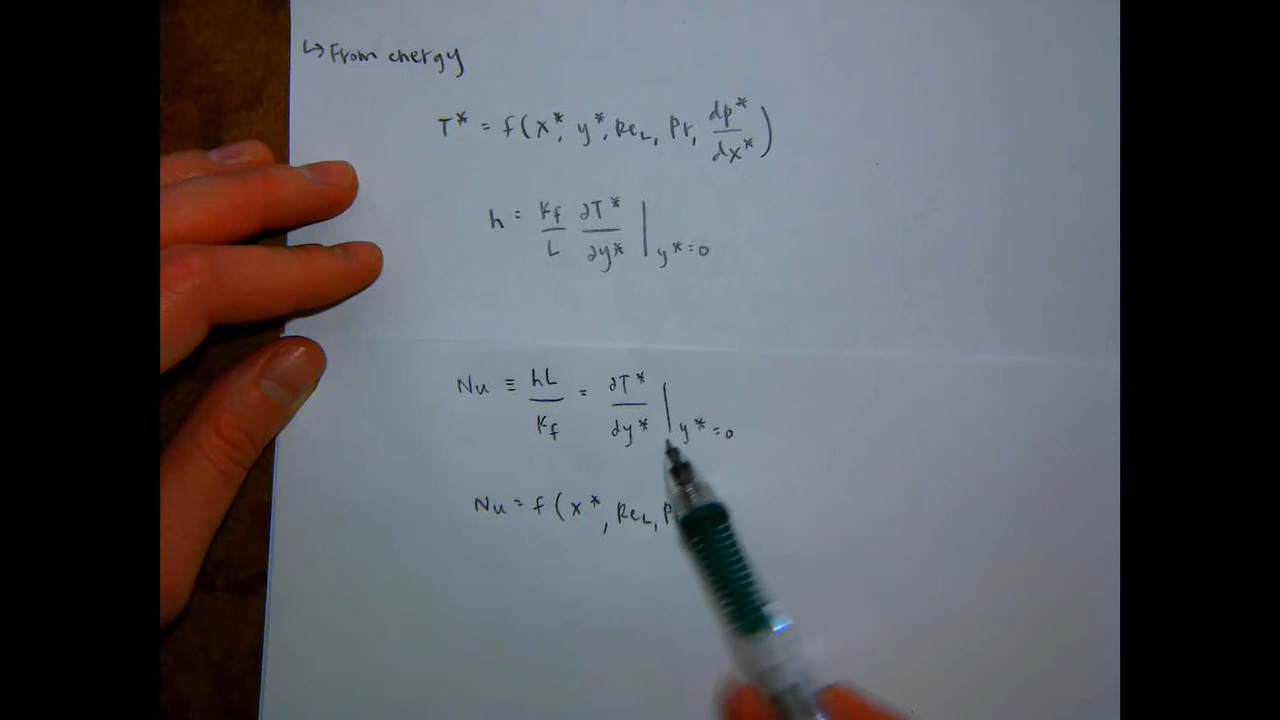 ↳ From energy
T* = f(x*, y*, Re_L, Pr, dp*/dx*)
h = K_f/L ∂T*/∂y* |_{y*=0}
Nu ≡ hL/K_f = ∂T*/∂y* |_{y*=0}
Nu = f(x*, Re_L, P